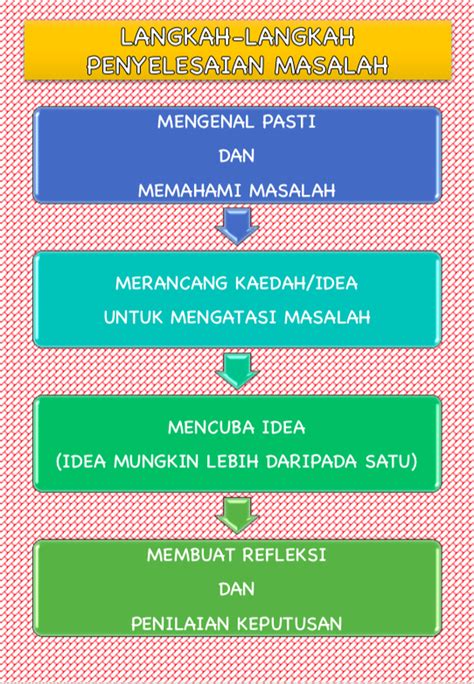 LANGKAH-LANGKAH
PENYELESAIAN MASALAH
MENGENAL PASTI
DAN
MEMAHAMI MASALAH
MERANCANG KAEDAH/IDEA
UNTUK MENGATASI MASALAH
MENCUBA IDEA
(IDEA MUNGKIN LEBIH DARIPADA SATU)
MEMBUAT REFLEKSI
DAN
PENILAIAN KEPUTUSAN